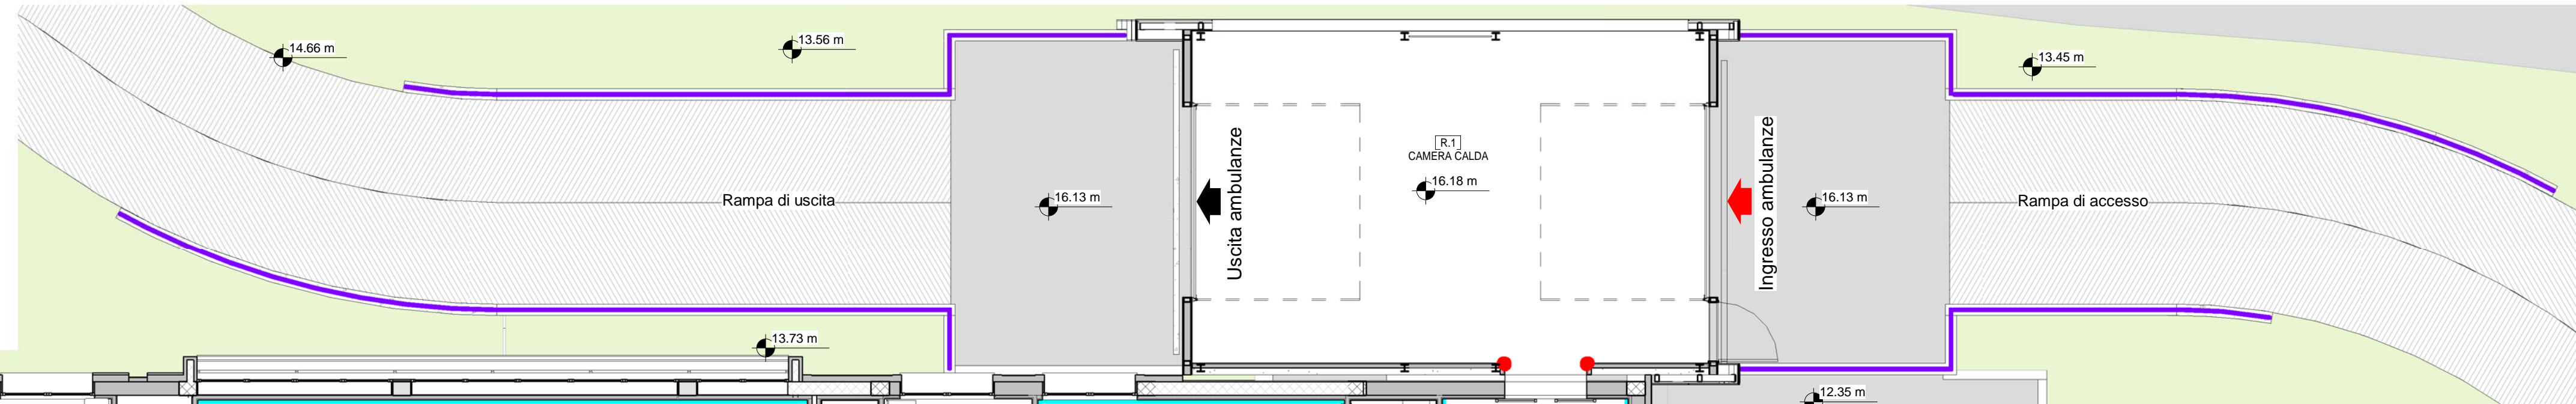 14.66 m
13.56 m
13.45 m
R.1
CAMERA CALDA
16.18 m
Uscita ambulanze
Ingresso ambulanze
Rampa di uscita
16.13 m
16.13 m
Rampa di accesso
13.73 m
12.35 m